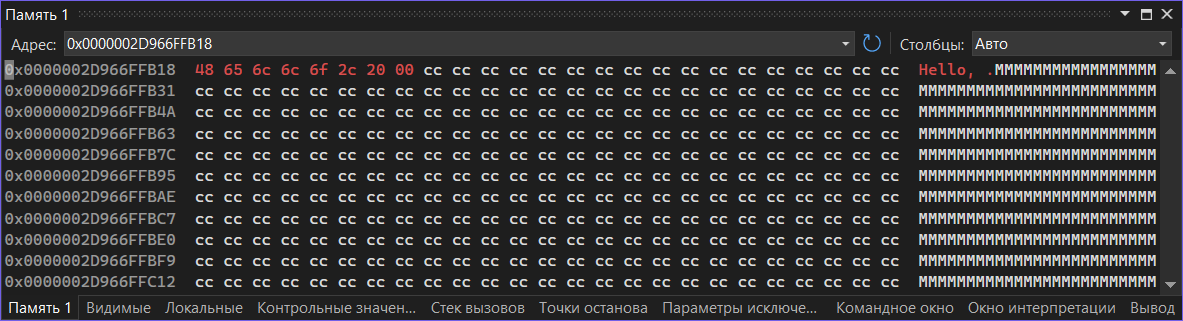 Память 1
Адрес: 0x0000002D966FFB18 Столбцы: Авто
0x0000002D966FFB18 48 65 6c 6c 6f 2c 20 00 cc cc cc cc cc cc cc cc cc cc cc cc cc cc cc cc cc Hello, .MMMMMMMMMMMMMMMMM
0x0000002D966FFB31 cc cc cc cc cc cc cc cc cc cc cc cc cc cc cc cc cc cc cc cc cc cc cc cc cc MMMMMMMMMMMMMMMMMMMMMMMMM
0x0000002D966FFB4A cc cc cc cc cc cc cc cc cc cc cc cc cc cc cc cc cc cc cc cc cc cc cc cc cc MMMMMMMMMMMMMMMMMMMMMMMMM
0x0000002D966FFB63 cc cc cc cc cc cc cc cc cc cc cc cc cc cc cc cc cc cc cc cc cc cc cc cc cc MMMMMMMMMMMMMMMMMMMMMMMMM
0x0000002D966FFB7C cc cc cc cc cc cc cc cc cc cc cc cc cc cc cc cc cc cc cc cc cc cc cc cc cc MMMMMMMMMMMMMMMMMMMMMMMMM
0x0000002D966FFB95 cc cc cc cc cc cc cc cc cc cc cc cc cc cc cc cc cc cc cc cc cc cc cc cc cc MMMMMMMMMMMMMMMMMMMMMMMMM
0x0000002D966FFBAE cc cc cc cc cc cc cc cc cc cc cc cc cc cc cc cc cc cc cc cc cc cc cc cc cc MMMMMMMMMMMMMMMMMMMMMMMMM
0x0000002D966FFBC7 cc cc cc cc cc cc cc cc cc cc cc cc cc cc cc cc cc cc cc cc cc cc cc cc cc MMMMMMMMMMMMMMMMMMMMMMMMM
0x0000002D966FFBE0 cc cc cc cc cc cc cc cc cc cc cc cc cc cc cc cc cc cc cc cc cc cc cc cc cc MMMMMMMMMMMMMMMMMMMMMMMMM
0x0000002D966FFBF9 cc cc cc cc cc cc cc cc cc cc cc cc cc cc cc cc cc cc cc cc cc cc cc cc cc MMMMMMMMMMMMMMMMMMMMMMMMM
0x0000002D966FFC12 cc cc cc cc cc cc cc cc cc cc cc cc cc cc cc cc cc cc cc cc cc cc cc cc cc MMMMMMMMMMMMMMMMMMMMMMMMM
Память 1 Видимые Локальные Контрольные значен... Стек вызовов Точки останова Параметры исключе... Командное окно Окно интерпретации Вывод